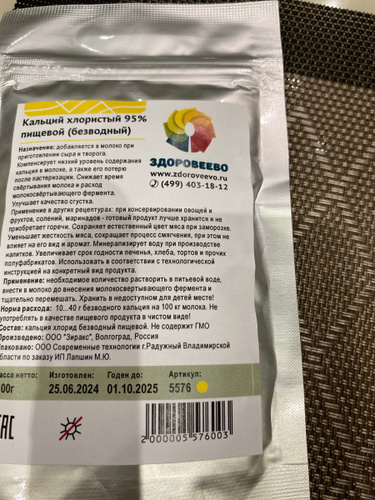 Кальций хлористый 95%
пищевой (безводный)
ЗДОРОВЕЕВО
www.zdoroveevo.ru
(499) 403-18-12
Назначение: добавляется в молоко при
приготовлении сыра и творога.
Компенсирует низкий уровень содержания
кальция в молоке, а также его потерю
после пастеризации. Снижает время
свёртывания молока и расход
молокосвёртывающего фермента.
Улучшает качество сгустка.
Применение в других рецептурах: при консервировании овощей и
фруктов, солений, маринадов - готовый продукт лучше хранится и не
приобретает горечи. Сохраняет естественный цвет мяса при заморозке.
Уменьшает жесткость мяса, сокращает процесс смягчения, при этом не
влияет на его вид и аромат. Минерализует воду при производстве
напитков. Увеличивает срок годности печенья, хлеба, тортов и прочих
полуфабрикатов. Использовать в соответствии с технологической
инструкцией на конкретный вид продукта.
Применение: необходимое количество растворить в питьевой воде,
внести в молоко до внесения молокосвертывающего фермента и
тщательно перемешать. Хранить в недоступном для детей месте!
Норма расхода: 10...40 г безводного кальция на 100 кг молока. Не
употреблять в качестве пищевого продукта в чистом виде!
Состав: кальция хлорид безводный пищевой. Не содержит ГМО
Произведено: ООО "Зиракс", Волгоград, Россия
Упаковано: ООО Современные технологии г.Радужный Владимирской
области по заказу ИП Лапшин М.Ю.
Масса нетто: Изготовлен: Годен до: Артикул:
00г 25.06.2024 01.10.2025 5576
EAC
2000005576003